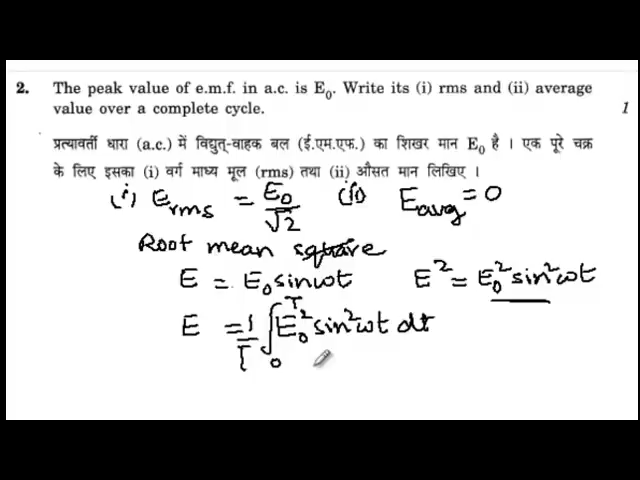 2. The peak value of e.m.f. in a.c. is E₀. Write its (i) rms and (ii) average
value over a complete cycle. 1
प्रत्यावर्ती धारा (a.c.) में विद्युत्-वाहक बल (ई.एम.एफ.) का शिखर मान E₀ है । एक पूरे चक्र
के लिए इसका (i) वर्ग माध्य मूल (rms) तथा (ii) औसत मान लिखिए ।
(i) E_rms = E₀/√2 (ii) E_avg = 0
Root mean square
E = E₀ sinωt E² = E₀² sin²ωt
E = 1/T ∫₀ᵀ E₀² sin²ωt dt